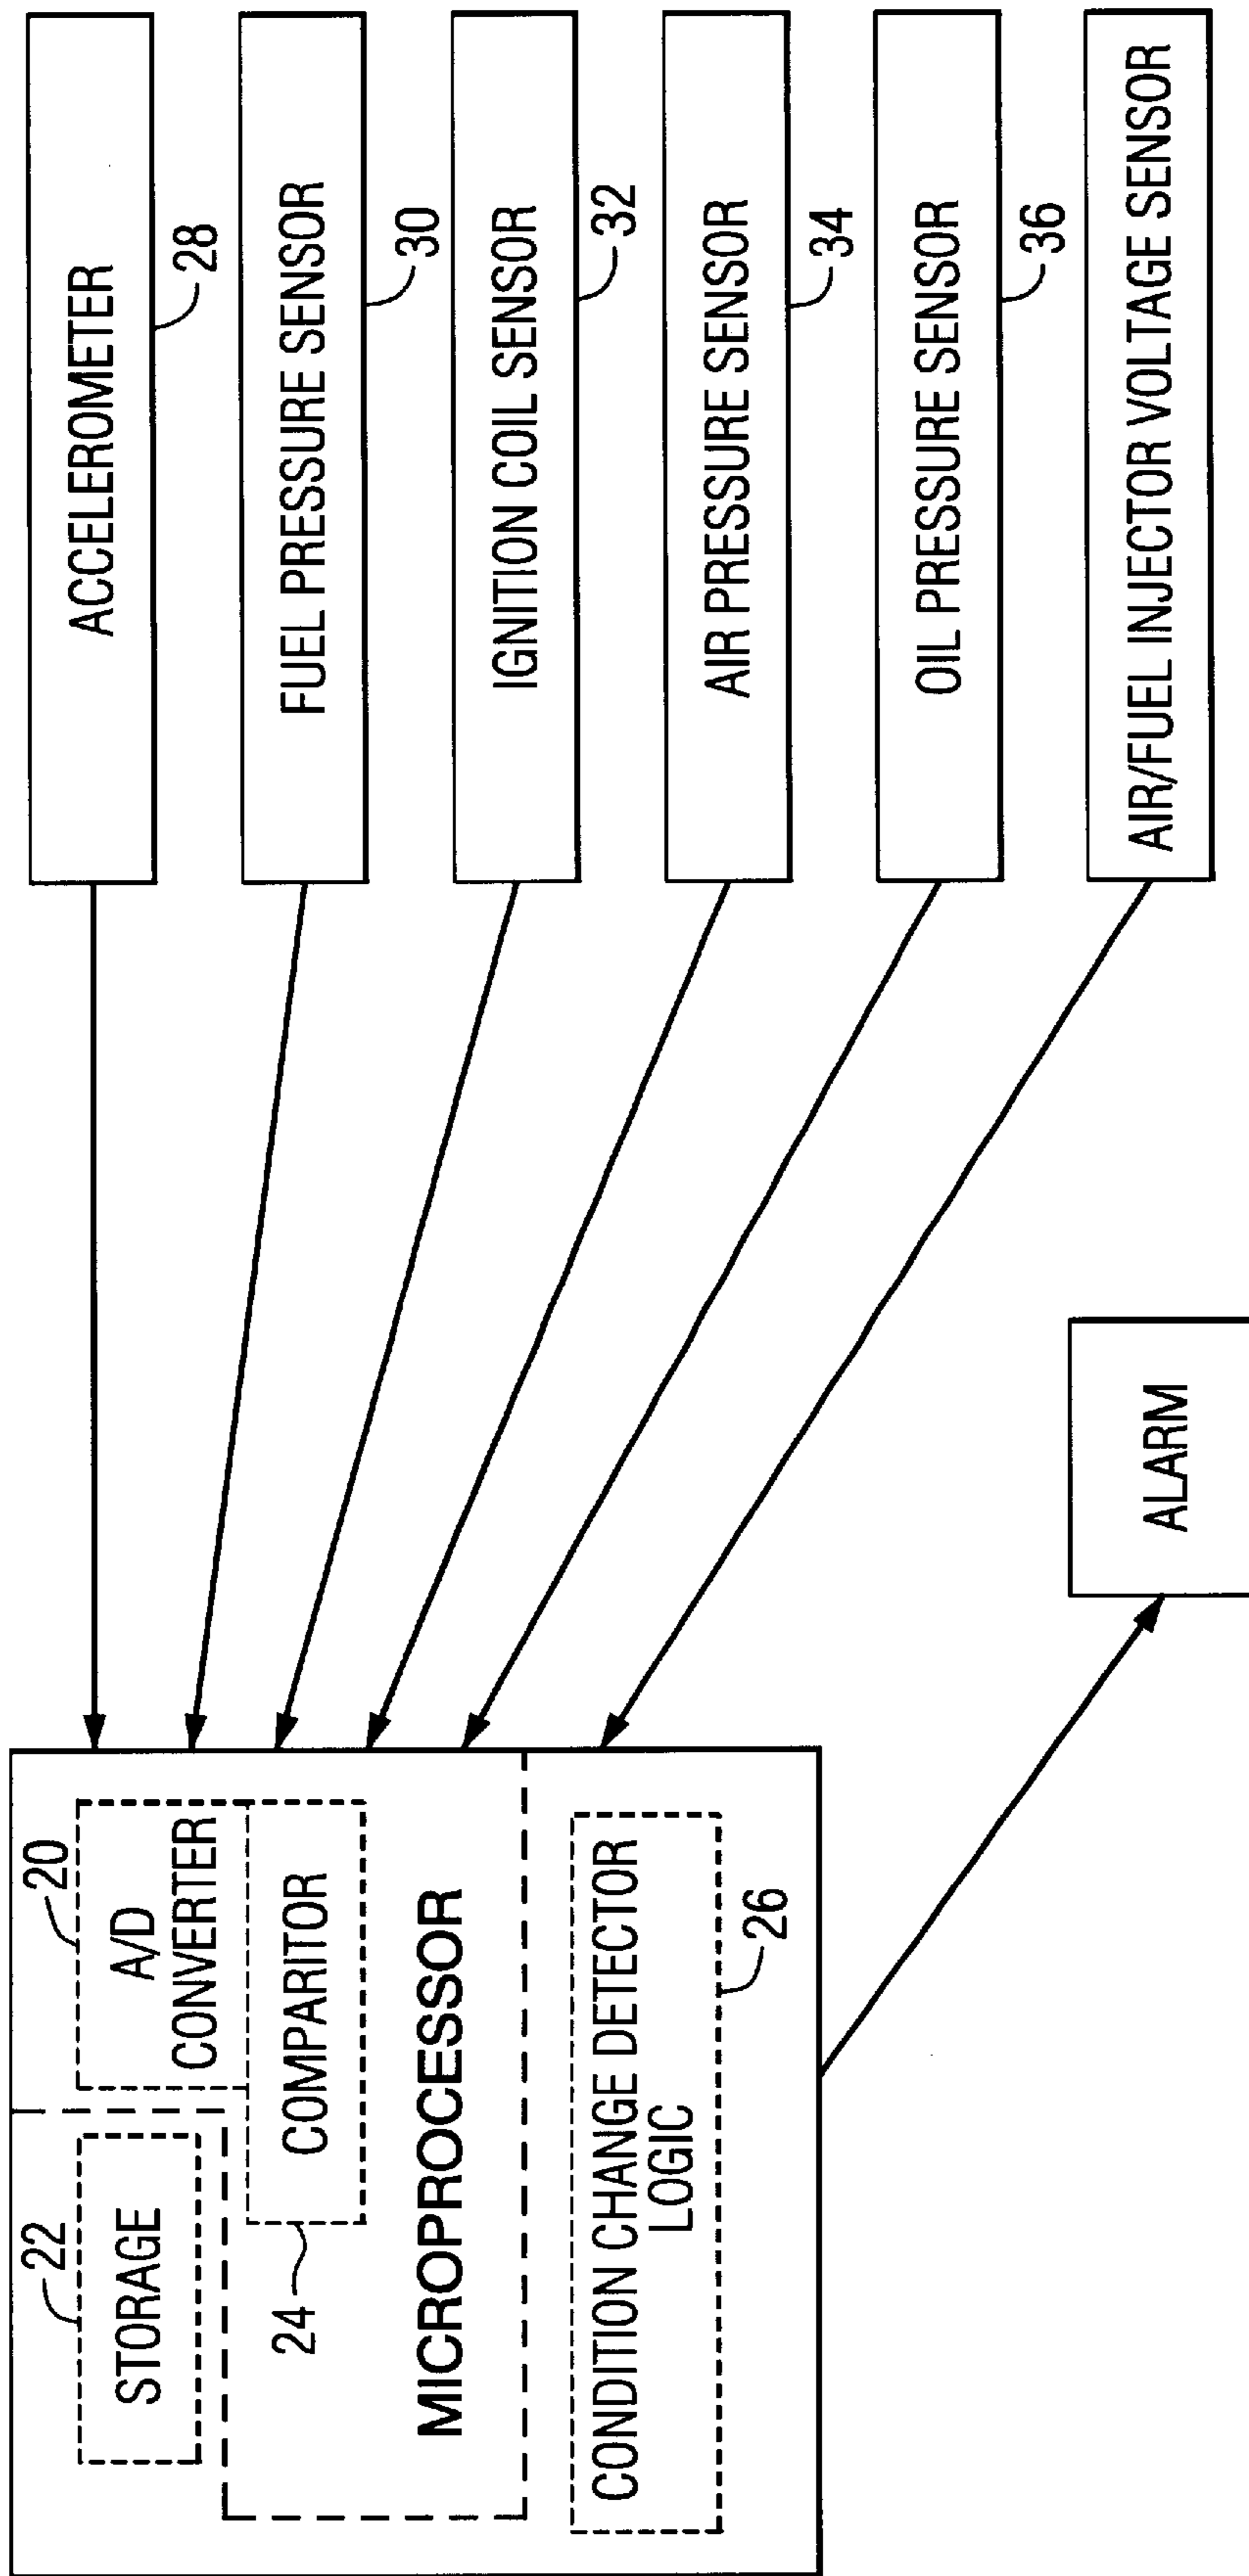 22
STORAGE
20
A/D
CONVERTER
COMPARITOR
24
MICROPROCESSOR
CONDITION CHANGE DETECTOR
LOGIC
26
ALARM
ACCELEROMETER
28
FUEL PRESSURE SENSOR
30
IGNITION COIL SENSOR
32
AIR PRESSURE SENSOR
34
OIL PRESSURE SENSOR
36
AIR/FUEL INJECTOR VOLTAGE SENSOR